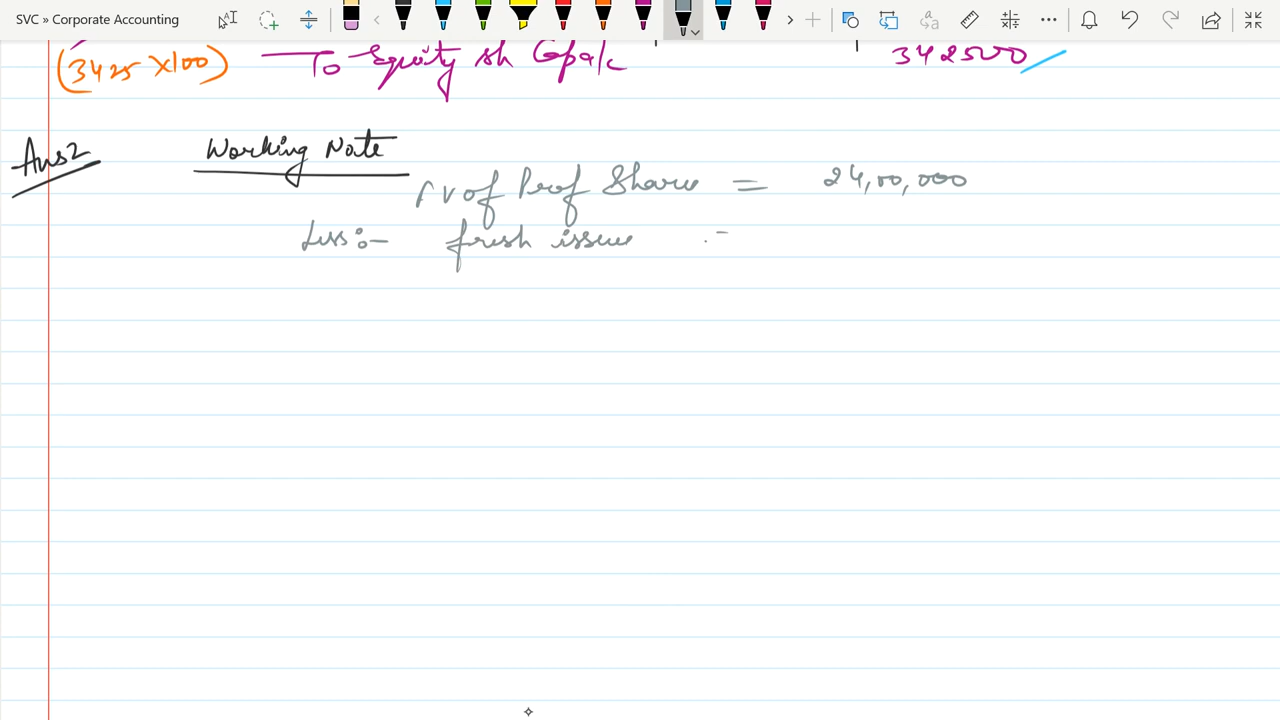 SVC » Corporate Accounting
(3425 x100) To Equity sh Cap a/c 342500
Ans2 Working Note
FV of Pref Shares = 24,00,000
Less:- fresh issue